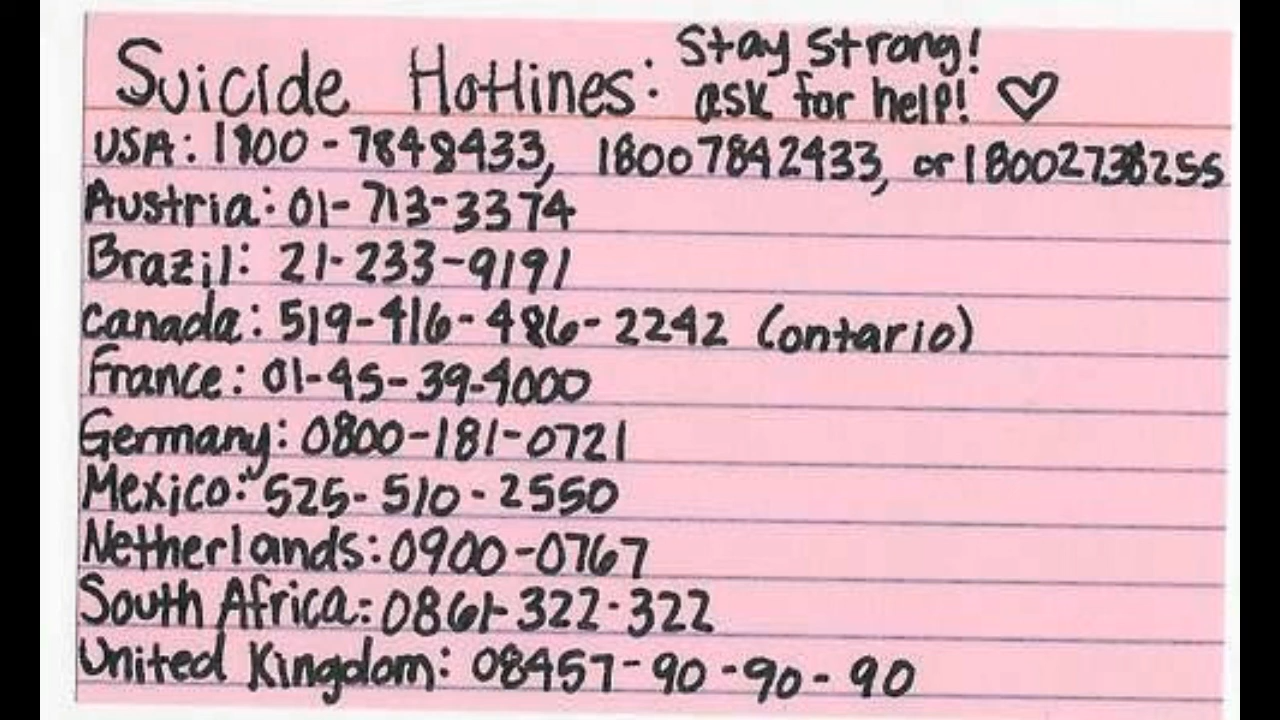 Suicide Hotlines: Stay strong!
ask for help! ♡
USA: 1800-7848433, 18007842433, or 18002738255
Austria: 01-713-3374
Brazil: 21-233-9191
Canada: 519-416-486-2242 (ontario)
France: 01-45-39-4000
Germany: 0800-181-0721
Mexico: 525-510-2550
Netherlands: 0900-0767
South Africa: 0861-322-322
United Kingdom: 08457-90-90-90